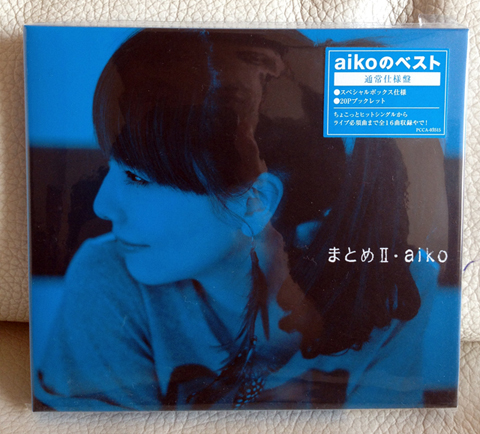 aikoのベスト
通常仕様盤
●スペシャルボックス仕様
●20Pブックレット
ちょこっとヒットシングルから
ライブ必須曲まで全16曲収録やで!
まとめⅡ・aiko